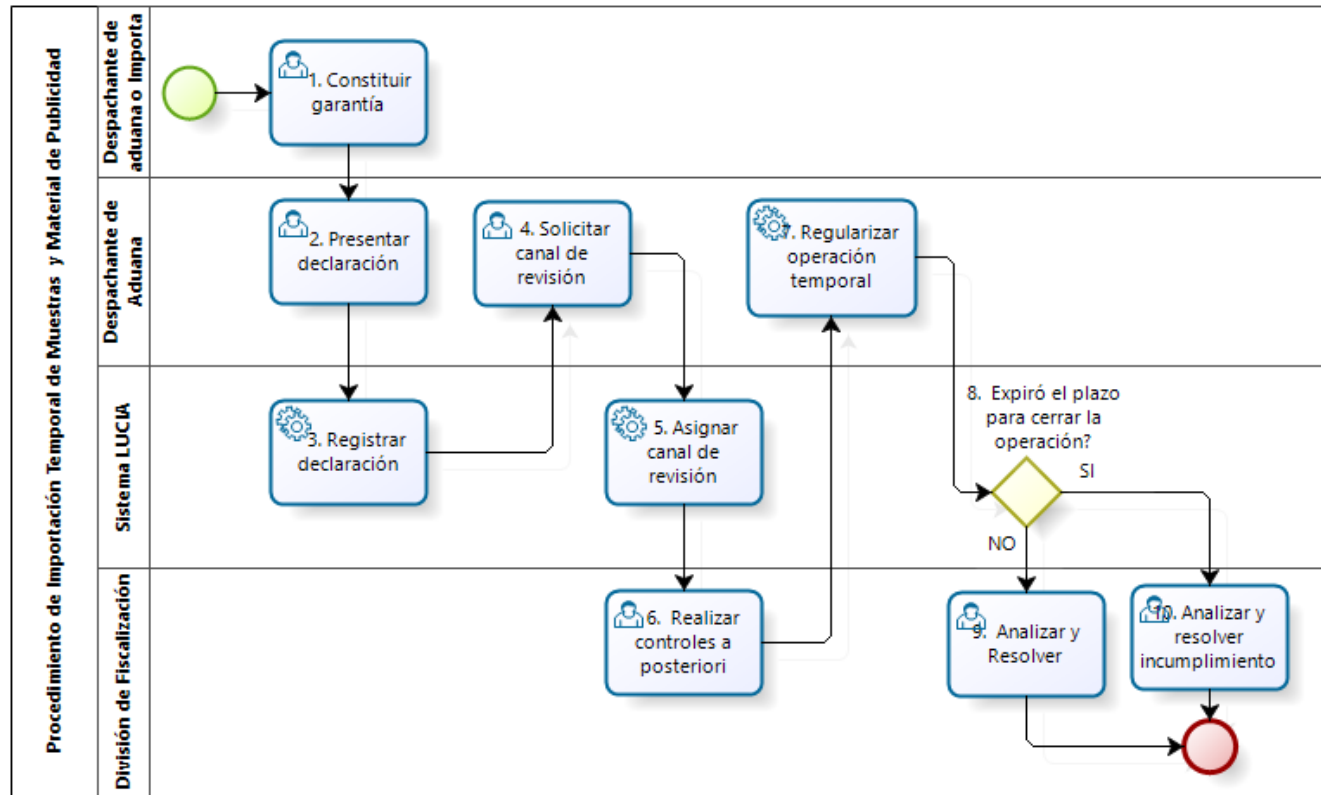 Procedimiento de Importación Temporal de Muestras y Material de Publicidad
Despachante de
aduana o Importa
1. Constituir
garantía
Despachante de
Aduana
2. Presentar
declaración
4. Solicitar
canal de
revisión
7. Regularizar
operación
temporal
Sistema LUCIA
3. Registrar
declaración
5. Asignar
canal de
revisión
8. Expiró el plazo
para cerrar la
operación?
SI
NO
División de Fiscalización
6. Realizar
controles a
posteriori
9. Analizar y
Resolver
10. Analizar y
resolver
incumplimiento